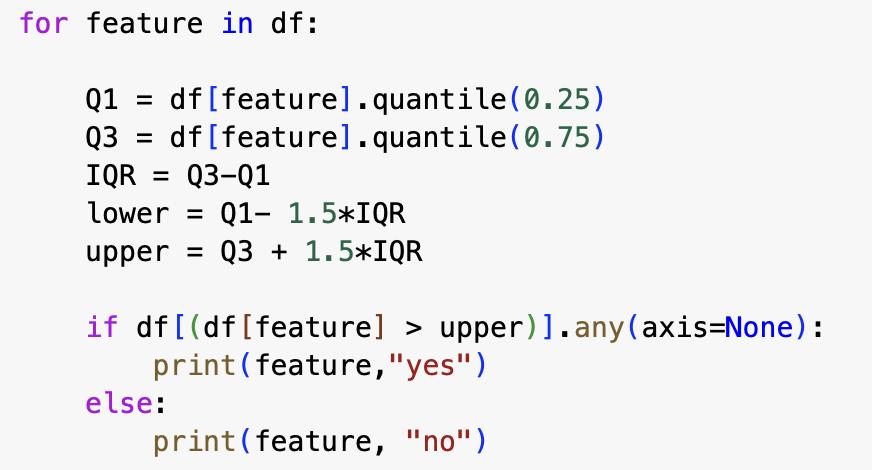 for feature in df:
Q1 = df[feature].quantile(0.25)
Q3 = df[feature].quantile(0.75)
IQR = Q3-Q1
lower = Q1- 1.5*IQR
upper = Q3 + 1.5*IQR
if df[(df[feature] > upper)].any(axis=None):
print(feature,"yes")
else:
print(feature, "no")